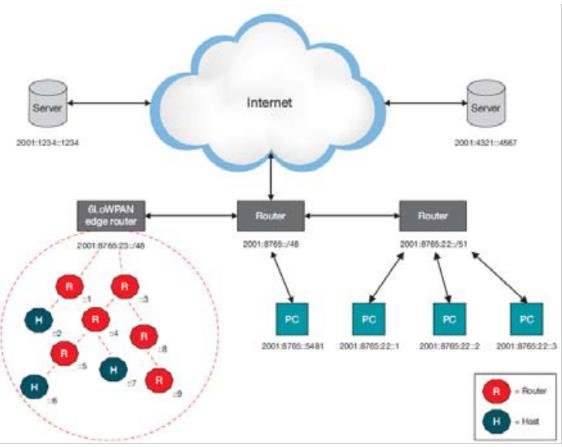 Internet
Server
Server
2001:1234::1234
2001:4321::4567
6LoWPAN
edge router
Router
Router
2001:8765:23::/48
2001:8765::/48
2001:8765:22::/51
R
::1
R
::3
H
::2
R
::4
R
::8
R
::5
H
::7
R
::9
H
::6
PC
PC
PC
PC
2001:8765::5481
2001:8765:22::1
2001:8765:22::2
2001:8765:22::3
R = Router
H = Host